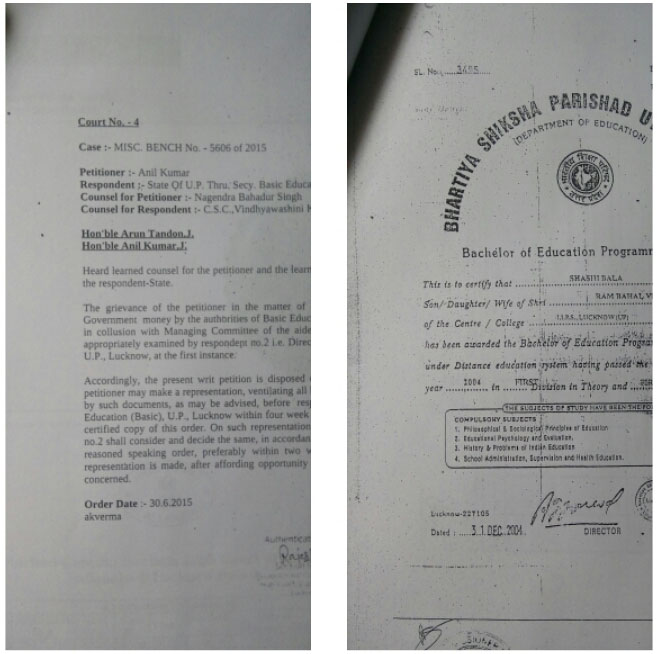 Court No. - 4
Case :- MISC. BENCH No. - 5606 of 2015
Petitioner :- Anil Kumar
Respondent :- State Of U.P. Thru. Secy. Basic Educa
Counsel for Petitioner :- Nagendra Bahadur Singh
Counsel for Respondent :- C.S.C.,Vindhyawashini
Hon'ble Arun Tandon,J.
Hon'ble Anil Kumar,J.
Heard learned counsel for the petitioner and the learn
the respondent-State.
The grievance of the petitioner in the matter of
Government money by the authorities of Basic Educ
in collusion with Managing Committee of the aide
appropriately examined by respondet no.2 i.e. Direc
U.P., Lucknow, at the first instance.
Accordingly, the present writ petition is disposed
petitioner may make a representation, ventilating all
by such documents, as may be advised, before res
Education (Basic), U.P., Lucknow within four week
certified copy of this order. On such representation
no.2 shall consider and decide the same, in accordan
reasoned speaking order, preferably within two
representation is made, after affording opportunity
concerned.
Order Date :- 30.6.2015
akverma
Authentica
SL. No. 3485
BHARTIYA SHIKSHA PARISHAD U
(DEPARTMENT OF EDUCATION)
भारतीय शिक्षा परिषद
उत्तर प्रदेश
Bachelor of Education Programm
This is to certify that SHASHI BALA
Son/Daughter/ Wife of Shri RAM
of the Centre / College LUCKNOW(UP)
has been awarded the Bachelor of Education Progra
under Distance education system having passed the
year 2004 in FIRST Division in Theory and
THE SUBJECTS OF STUDY HAVE BEEN THE FO
COMPULSORY SUBJECTS
1. Philosophical & Sociological Principles of Education
2. Educational Psychology and Evaluation.
3. History & Problems of Indian Education
4. School Administration, Supervision and Health Education.
Lucknow-227105
Dated : 31 DEC 2004
DIRECTOR